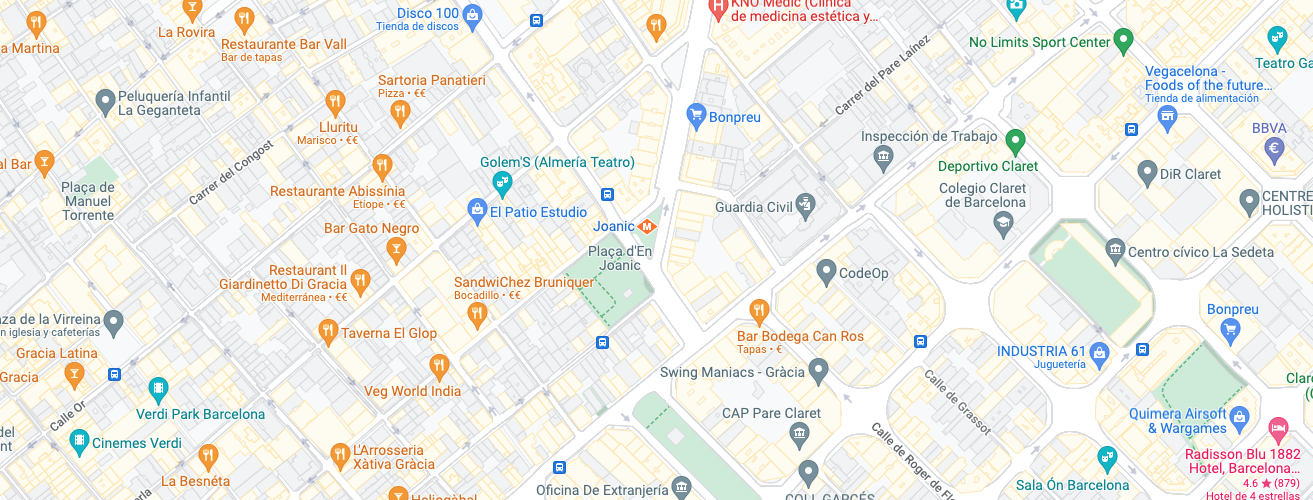 a Martina
La Rovira
Restaurante Bar Vall
Bar de tapas
Disco 100
Tienda de discos
KNO Medic (Clínica
de medicina estética y…
No Limits Sport Center
Teatro Ga
Vegacelona -
Foods of the future…
Tienda de alimentación
Sartoria Panatieri
Pizza • €€
Carrer del Pare Laínez
Peluquería Infantil
La Geganteta
Lluritu
Marisco • €€
Bonpreu
BBVA
Inspección de Trabajo
Deportivo Claret
al Bar
Carrer del Congost
Golem'S (Almería Teatro)
DiR Claret
Plaça de
Manuel
Torrente
Restaurante Abissínia
Etíope • €€
El Patio Estudio
Guardia Civil
Colegio Claret
de Barcelona
CENTRE
HOLISTI
Bar Gato Negro
Joanic
M
Plaça d'En
Joanic
Centro cívico La Sedeta
Restaurant Il
Giardinetto Di Gracia
Mediterránea • €€
SandwiChez Bruniquer
Bocadillo • €€
CodeOp
aza de la Virreina
n iglesia y cafeterías
Taverna El Glop
Bar Bodega Can Ros
Tapas • €
Bonpreu
Gracia Latina
Gracia
INDUSTRIA 61
Juguetería
Veg World India
Swing Maniacs - Gràcia
Calle de Grassot
Calle Or
Verdi Park Barcelona
CAP Pare Claret
Quimera Airsoft
& Wargames
Cinemes Verdi
L'Arrosseria
Xàtiva Gràcia
Calle de Roger de F
Radisson Blu 1882
Hotel, Barcelona…
4.6 ★ (879)
Hotel de 4 estrellas
La Besnéta
Oficina De Extranjería
COLL GARCÉS
Sala Ón Barcelona